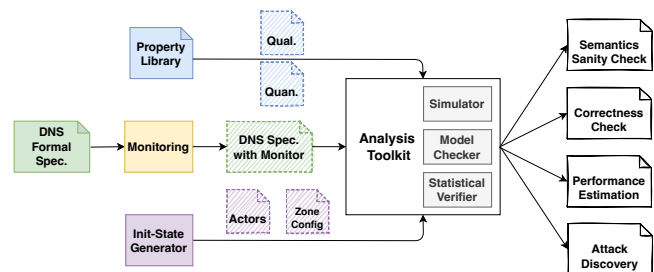 Property
Library
Qual.
Quan.
DNS
Formal
Spec.
Monitoring
DNS Spec.
with Monitor
Init-State
Generator
Actors
Zone
Config
Analysis
Toolkit
Simulator
Model
Checker
Statistical
Verifier
Semantics
Sanity Check
Correctness
Check
Performance
Estimation
Attack
Discovery